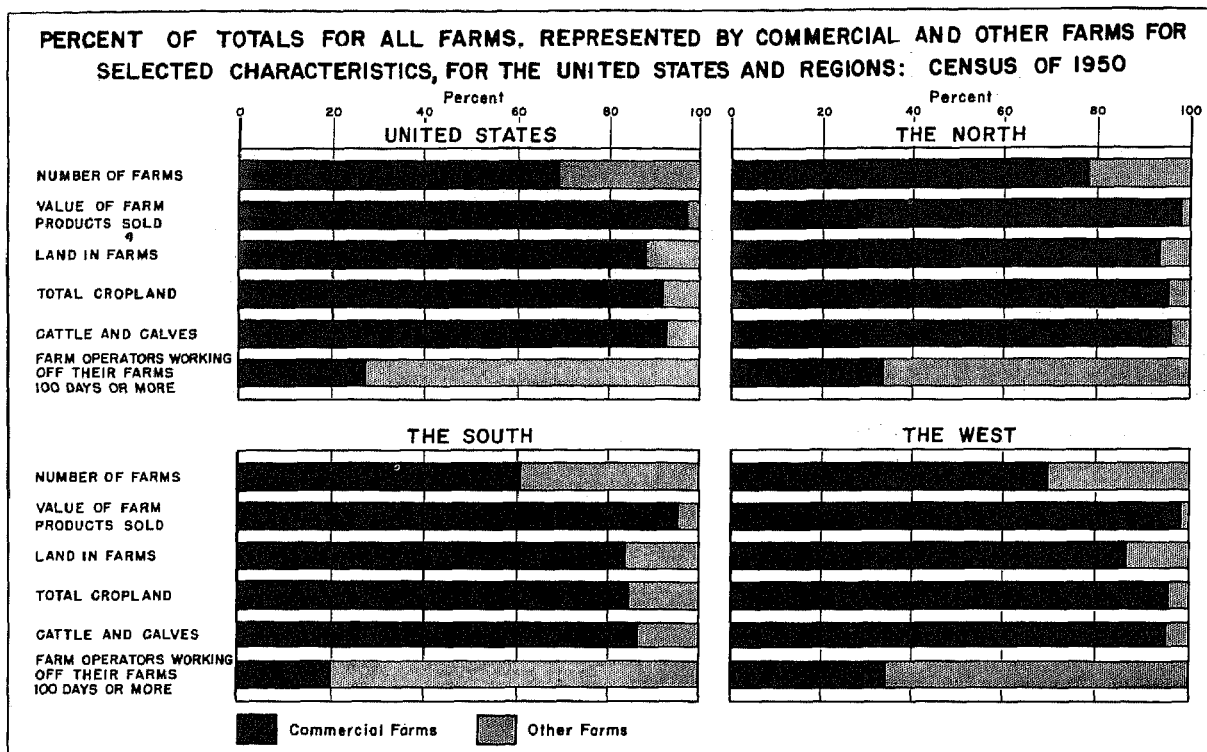 PERCENT OF TOTALS FOR ALL FARMS, REPRESENTED BY COMMERCIAL AND OTHER FARMS FOR
SELECTED CHARACTERISTICS, FOR THE UNITED STATES AND REGIONS: CENSUS OF 1950
Percent
0 20 40 60 80 100
UNITED STATES
Percent
0 20 40 60 80 100
THE NORTH
NUMBER OF FARMS
VALUE OF FARM
PRODUCTS SOLD
LAND IN FARMS
TOTAL CROPLAND
CATTLE AND CALVES
FARM OPERATORS WORKING
OFF THEIR FARMS
100 DAYS OR MORE
THE SOUTH
THE WEST
NUMBER OF FARMS
VALUE OF FARM
PRODUCTS SOLD
LAND IN FARMS
TOTAL CROPLAND
CATTLE AND CALVES
FARM OPERATORS WORKING
OFF THEIR FARMS
100 DAYS OR MORE
Commercial Farms
Other Farms